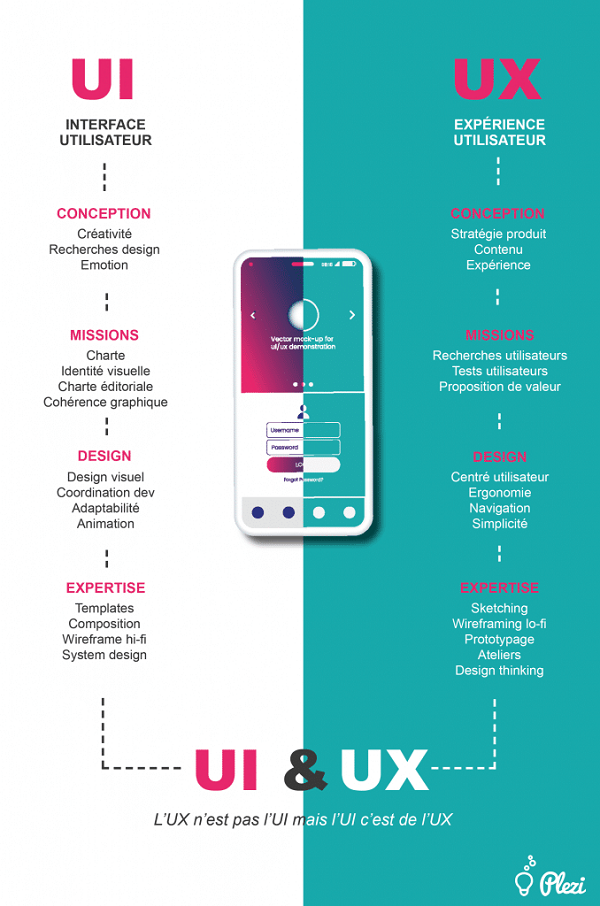 UI
INTERFACE
UTILISATEUR
CONCEPTION
Créativité
Recherches design
Emotion
MISSIONS
Charte
Identité visuelle
Charte éditoriale
Cohérence graphique
DESIGN
Design visuel
Coordination dev
Adaptabilité
Animation
EXPERTISE
Templates
Composition
Wireframe hi-fi
System design
Vector mock-up for
ui/ux demonstration
Username
Password
Forgot Password?
UX
EXPÉRIENCE
UTILISATEUR
CONCEPTION
Stratégie produit
Contenu
Expérience
MISSIONS
Recherches utilisateurs
Tests utilisateurs
Proposition de valeur
DESIGN
Centré utilisateur
Ergonomie
Navigation
Simplicité
EXPERTISE
Sketching
Wireframing lo-fi
Prototypage
Ateliers
Design thinking
UI & UX
L'UX n'est pas l'UI mais l'UI c'est de l'UX
Plezi